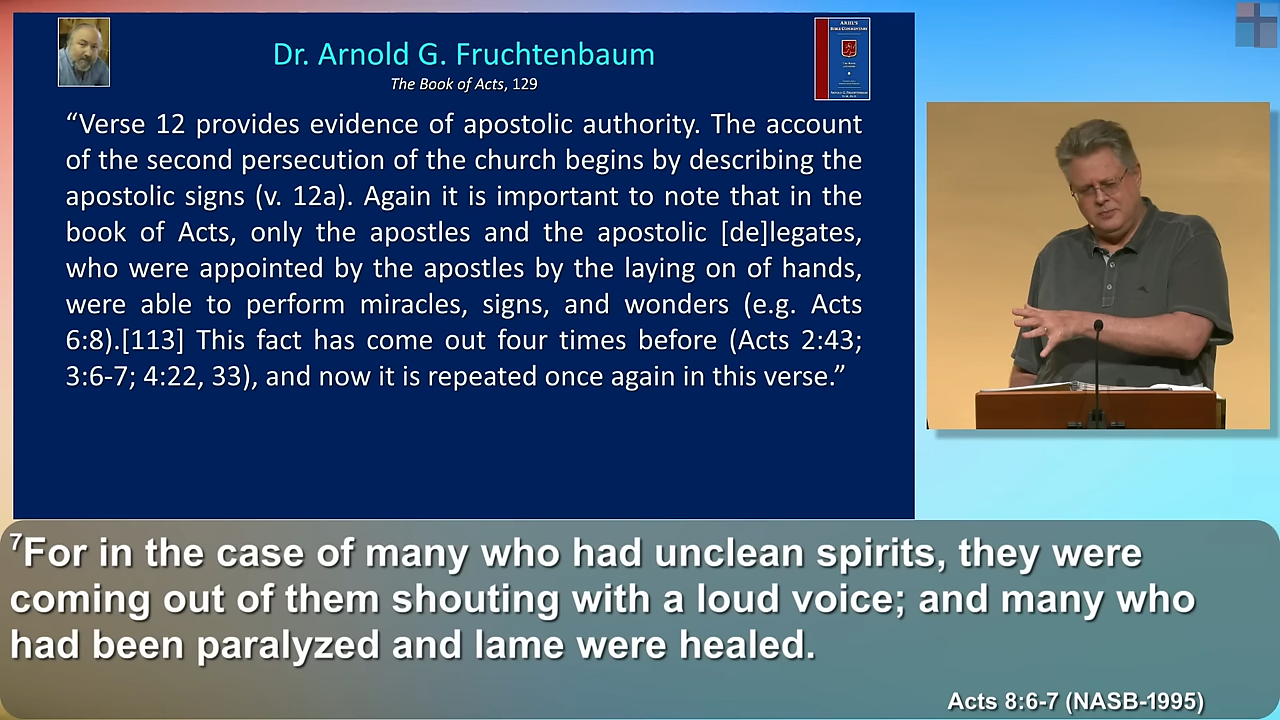 Dr. Arnold G. Fruchtenbaum
The Book of Acts, 129
ARIEL'S
BIBLE COMMENTARY
“Verse 12 provides evidence of apostolic authority. The account
of the second persecution of the church begins by describing the
apostolic signs (v. 12a). Again it is important to note that in the
book of Acts, only the apostles and the apostolic [de]legates,
who were appointed by the apostles by the laying on of hands,
were able to perform miracles, signs, and wonders (e.g. Acts
6:8).[113] This fact has come out four times before (Acts 2:43;
3:6-7; 4:22, 33), and now it is repeated once again in this verse.”
7For in the case of many who had unclean spirits, they were
coming out of them shouting with a loud voice; and many who
had been paralyzed and lame were healed.
Acts 8:6-7 (NASB-1995)